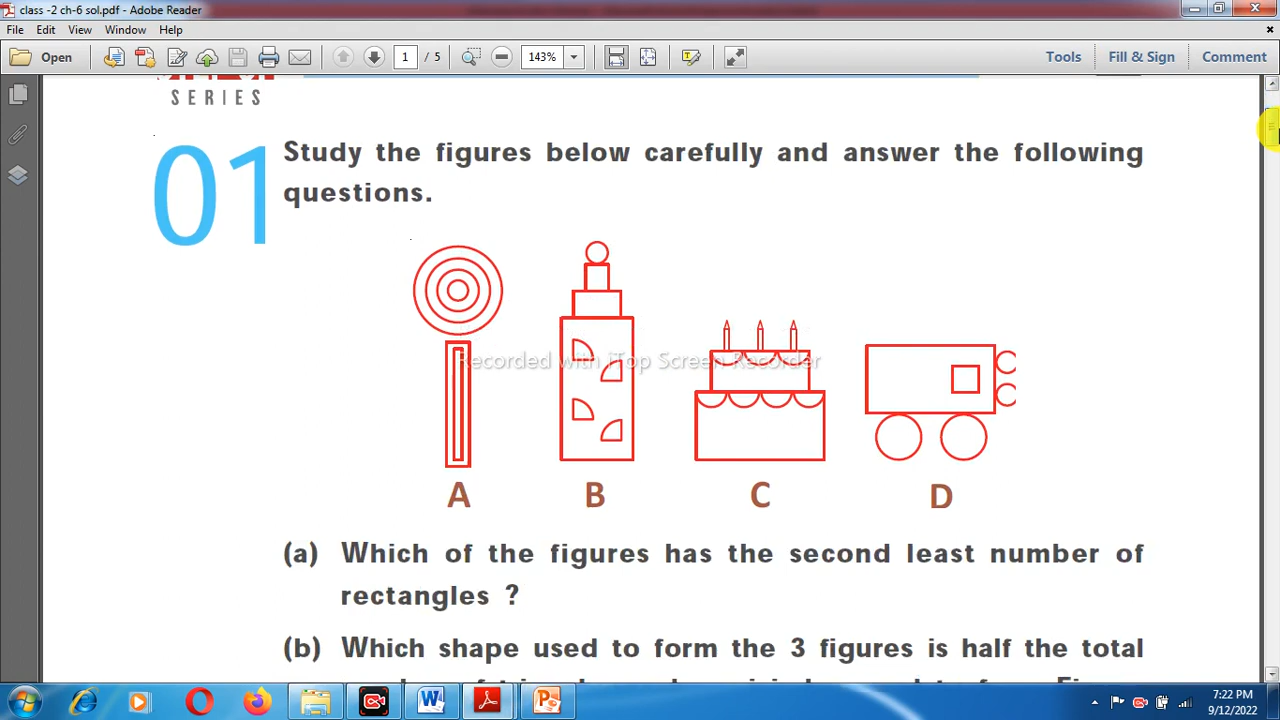 class -2 ch-6 sol.pdf - Adobe Reader
File Edit View Window Help
Open 1 / 5 143% Tools Fill & Sign Comment
SERIES
01
Study the figures below carefully and answer the following
questions.
Recorded with iTop Screen Recorder
A B C D
(a) Which of the figures has the second least number of
rectangles ?
(b) Which shape used to form the 3 figures is half the total
7:22 PM
9/12/2022